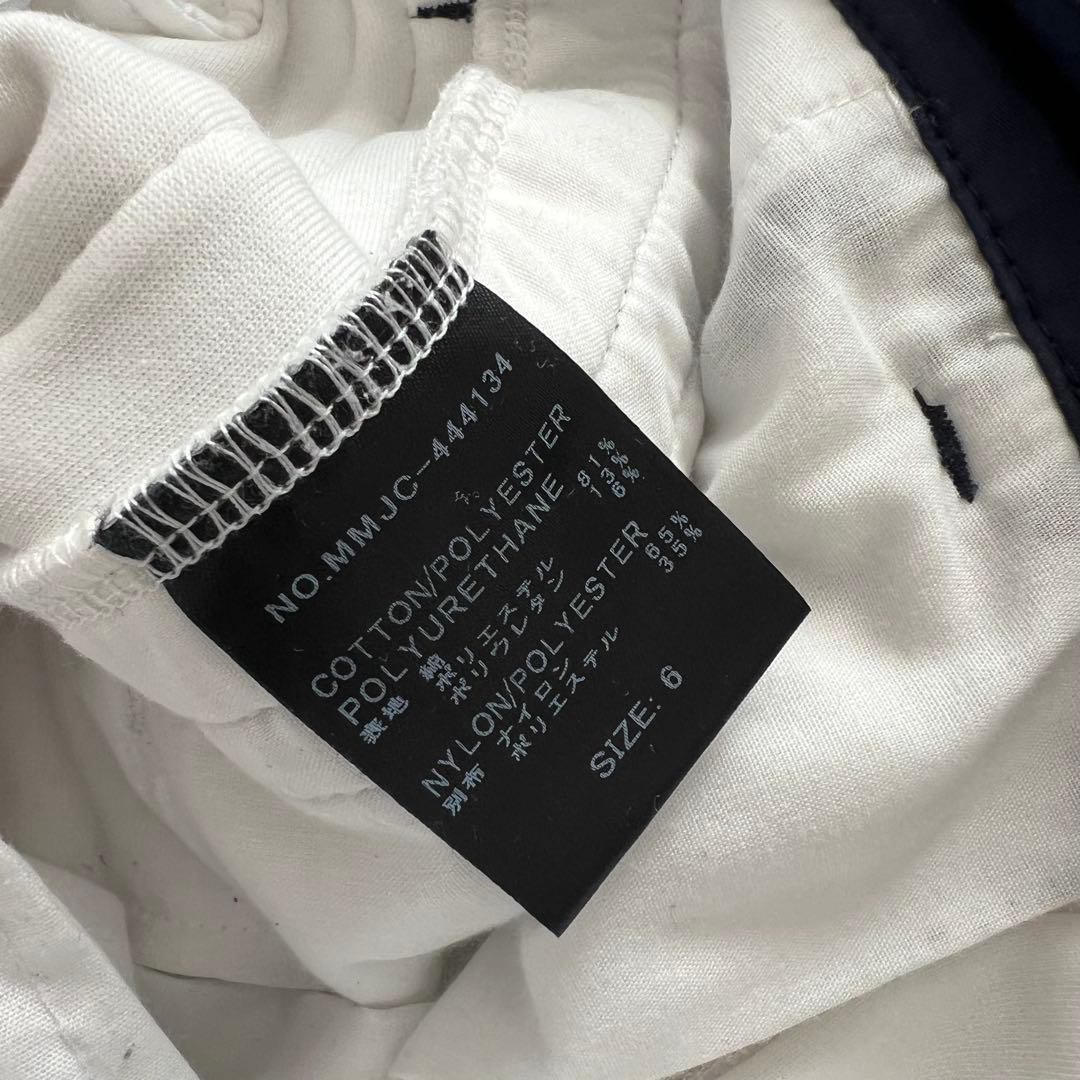 NO.MMJC-444134
COTTON/POLYESTER
POLYURETHANE
表地 綿 81%
ポリエステル 13%
ポリウレタン 6%
NYLON/POLYESTER
別布 ナイロン 65%
ポリエステル 35%
SIZE: 6